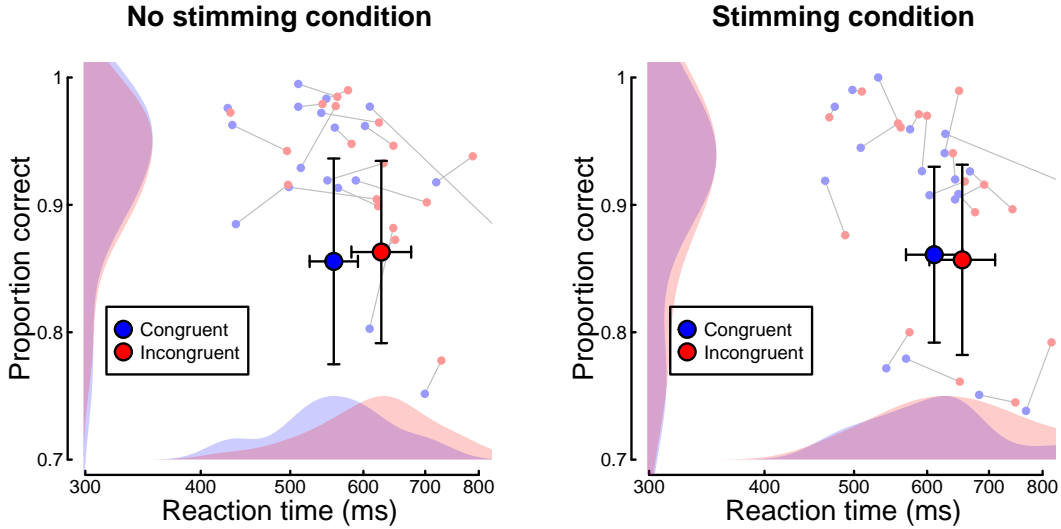 No stimming condition
Stimming condition
Proportion correct
1
0.9
0.8
0.7
Congruent
Incongruent
300
400
500
600
700
800
Reaction time (ms)
Proportion correct
1
0.9
0.8
0.7
Congruent
Incongruent
300
400
500
600
700
800
Reaction time (ms)